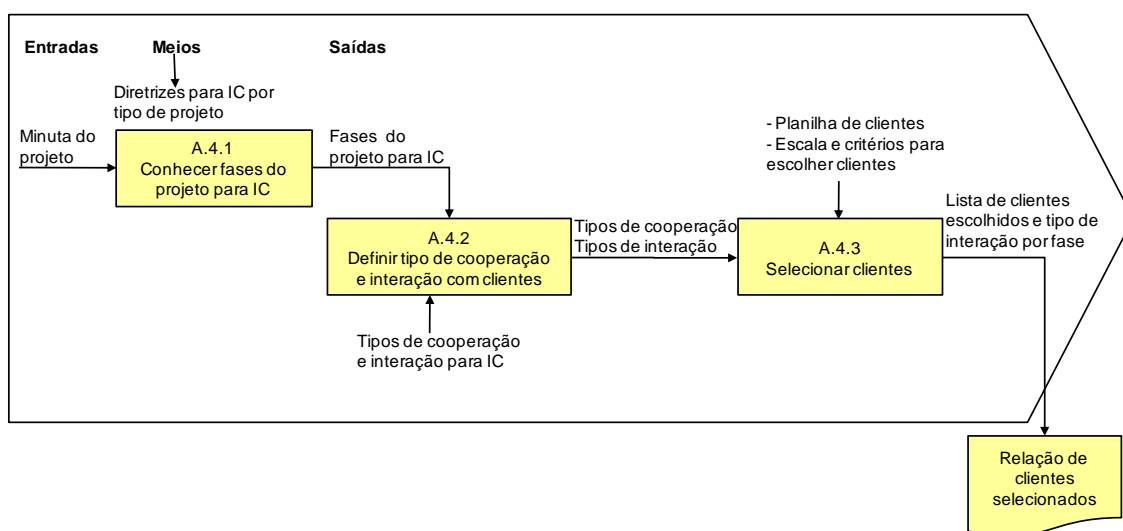 Entradas
Meios
Saídas
Diretrizes para IC por
tipo de projeto
Minuta do
projeto
A.4.1
Conhecer fases do
projeto para IC
Fases do
projeto para IC
A.4.2
Definir tipo de cooperação
e interação com clientes
Tipos de cooperação
e interação para IC
Tipos de cooperação
Tipos de interação
- Planilha de clientes
- Escala e critérios para
escolher clientes
A.4.3
Selecionar clientes
Lista de clientes
escolhidos e tipo de
interação por fase
Relação de
clientes
selecionados